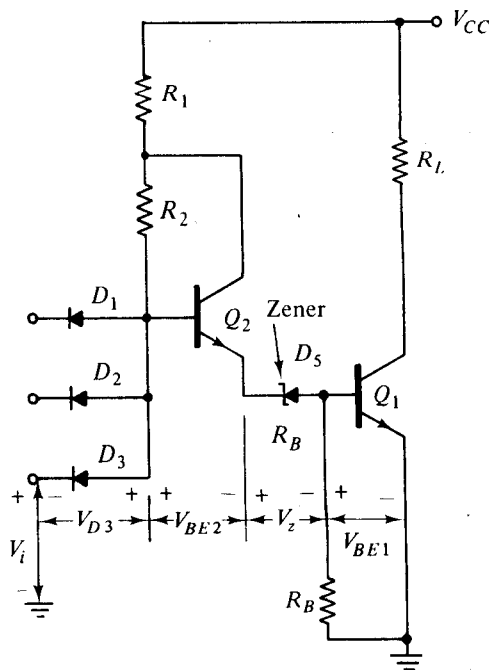 V_CC
R_1
R_L
R_2
D_1
Q_2
Zener
D_5
D_2
Q_1
R_B
D_3
+ − + + − + − + −
V_D3
V_BE2
V_z
V_BE1
V_i
−
R_B